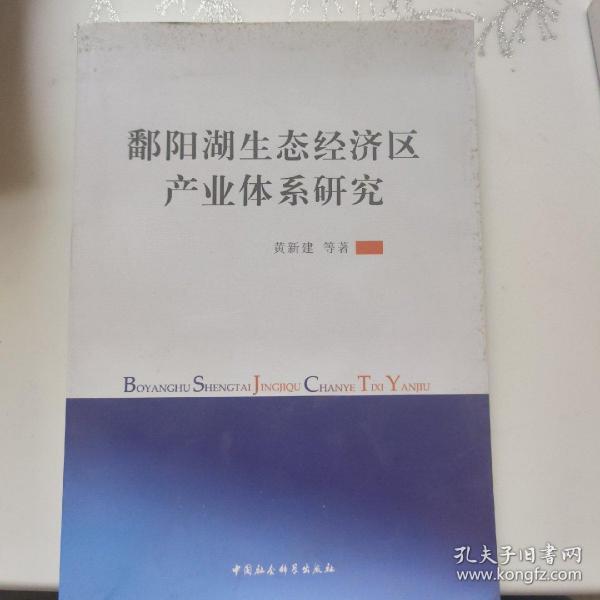 鄱阳湖生态经济区
产业体系研究
黄新建 等著
BOYANGHU SHENGTAI JINGJIQU CHANYE TIXI YANJIU
中国社会科学出版社
孔夫子旧书网
www.kongfz.com